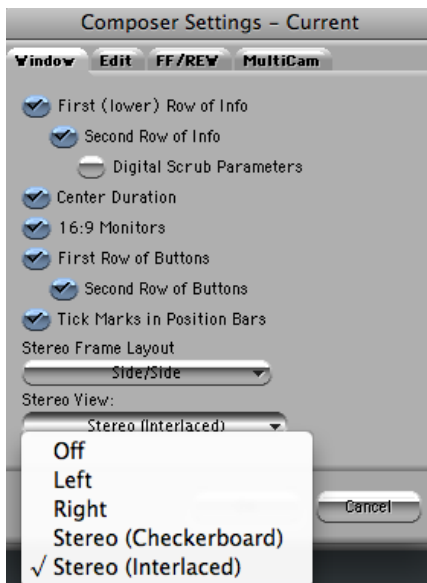 Composer Settings - Current
Window Edit FF/REW MultiCam
First (lower) Row of Info
Second Row of Info
Digital Scrub Parameters
Center Duration
16:9 Monitors
First Row of Buttons
Second Row of Buttons
Tick Marks in Position Bars
Stereo Frame Layout
Side/Side
Stereo View:
Stereo (Interlaced)
Off
Left
Right
Cancel
Stereo (Checkerboard)
√ Stereo (Interlaced)